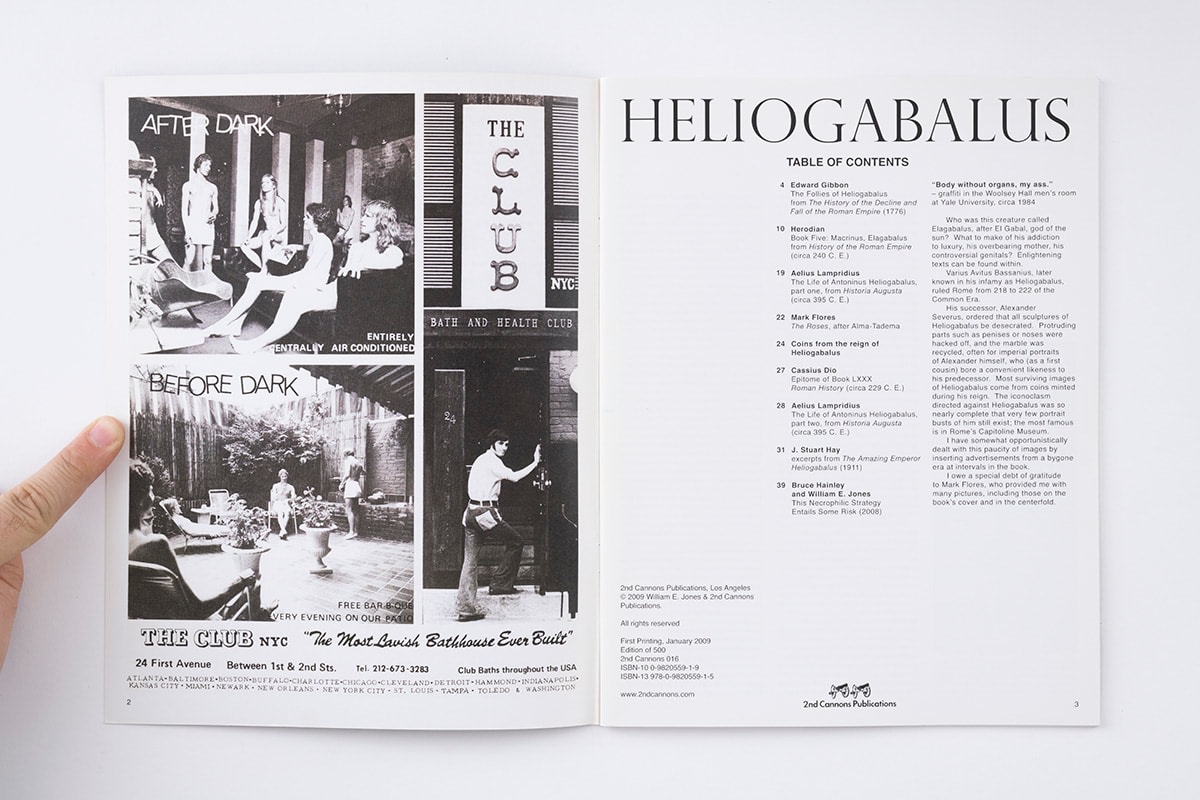 AFTER DARK
ENTIRELY
CENTRALLY AIR CONDITIONED
THE
CLUB
NYC
BATH AND HEALTH CLUB
24
BEFORE DARK
FREE BAR-B-QUE
EVERY EVENING ON OUR PATIO
THE CLUB NYC "The Most Lavish Bathhouse Ever Built"
24 First Avenue Between 1st & 2nd Sts. Tel. 212-673-3283 Club Baths throughout the USA
ATLANTA•BALTIMORE•BOSTON•BUFFALO•CHARLOTTE•CHICAGO•CLEVELAND•DETROIT•HAMMOND•INDIANAPOLIS•
KANSAS CITY • MIAMI • NEWARK • NEW ORLEANS • NEW YORK CITY • ST. LOUIS • TAMPA • TOLEDO & WASHINGTON
2
HELIOGABALUS
TABLE OF CONTENTS
4 Edward Gibbon
The Follies of Heliogabalus
from The History of the Decline and
Fall of the Roman Empire (1776)
10 Herodian
Book Five: Macrinus, Elagabalus
from History of the Roman Empire
(circa 240 C. E.)
19 Aelius Lampridius
The Life of Antoninus Heliogabalus,
part one, from Historia Augusta
(circa 395 C. E.)
22 Mark Flores
The Roses, after Alma-Tadema
24 Coins from the reign of
Heliogabalus
27 Cassius Dio
Epitome of Book LXXX
Roman History (circa 229 C. E.)
28 Aelius Lampridius
The Life of Antoninus Heliogabalus,
part two, from Historia Augusta
(circa 395 C. E.)
31 J. Stuart Hay
excerpts from The Amazing Emperor
Heliogabalus (1911)
39 Bruce Hainley
and William E. Jones
This Necrophilic Strategy
Entails Some Risk (2008)
"Body without organs, my ass."
– graffiti in the Woolsey Hall men's room
at Yale University, circa 1984
Who was this creature called
Elagabalus, after El Gabal, god of the
sun? What to make of his addiction
to luxury, his overbearing mother, his
controversial genitals? Enlightening
texts can be found within.
Varius Avitus Bassanius, later
known in his infamy as Heliogabalus,
ruled Rome from 218 to 222 of the
Common Era.
His successor, Alexander
Severus, ordered that all sculptures of
Heliogabalus be desecrated. Protruding
parts such as penises or noses were
hacked off, and the marble was
recycled, often for imperial portraits
of Alexander himself, who (as a first
cousin) bore a convenient likeness to
his predecessor. Most surviving images
of Heliogabalus come from coins minted
during his reign. The iconoclasm
directed against Heliogabalus was so
nearly complete that very few portrait
busts of him still exist; the most famous
is in Rome's Capitoline Museum.
I have somewhat opportunistically
dealt with this paucity of images by
inserting advertisements from a bygone
era at intervals in the book.
I owe a special debt of gratitude
to Mark Flores, who provided me with
many pictures, including those on the
book's cover and in the centerfold.
2nd Cannons Publications, Los Angeles
© 2009 William E. Jones & 2nd Cannons
Publications.
All rights reserved
First Printing, January 2009
Edition of 500
2nd Cannons 016
ISBN-10 0-9820559-1-9
ISBN-13 978-0-9820559-1-5
www.2ndcannons.com
2nd Cannons Publications
3